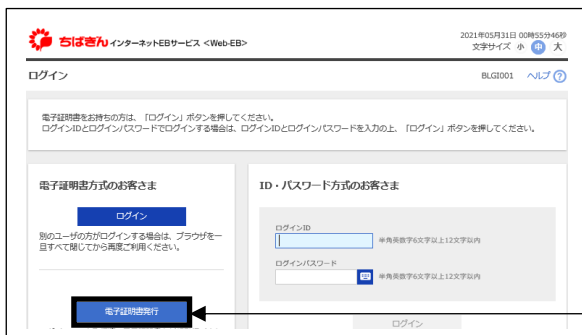 ちばぎん インターネットEBサービス <Web-EB>
2021年05月31日 00時55分46秒
文字サイズ 小 中 大
ログイン
BLGI001 ヘルプ ?
電子証明書をお持ちの方は、「ログイン」ボタンを押してください。
ログインIDとログインパスワードでログインする場合は、ログインIDとログインパスワードを入力の上、「ログイン」ボタンを押してください。
電子証明書方式のお客さま
ログイン
別のユーザの方がログインする場合は、ブラウザを一
旦すべて閉じてから再度ご利用ください。
電子証明書発行
ID・パスワード方式のお客さま
ログインID
半角英数字6文字以上12文字以内
ログインパスワード
半角英数字6文字以上12文字以内
ログイン